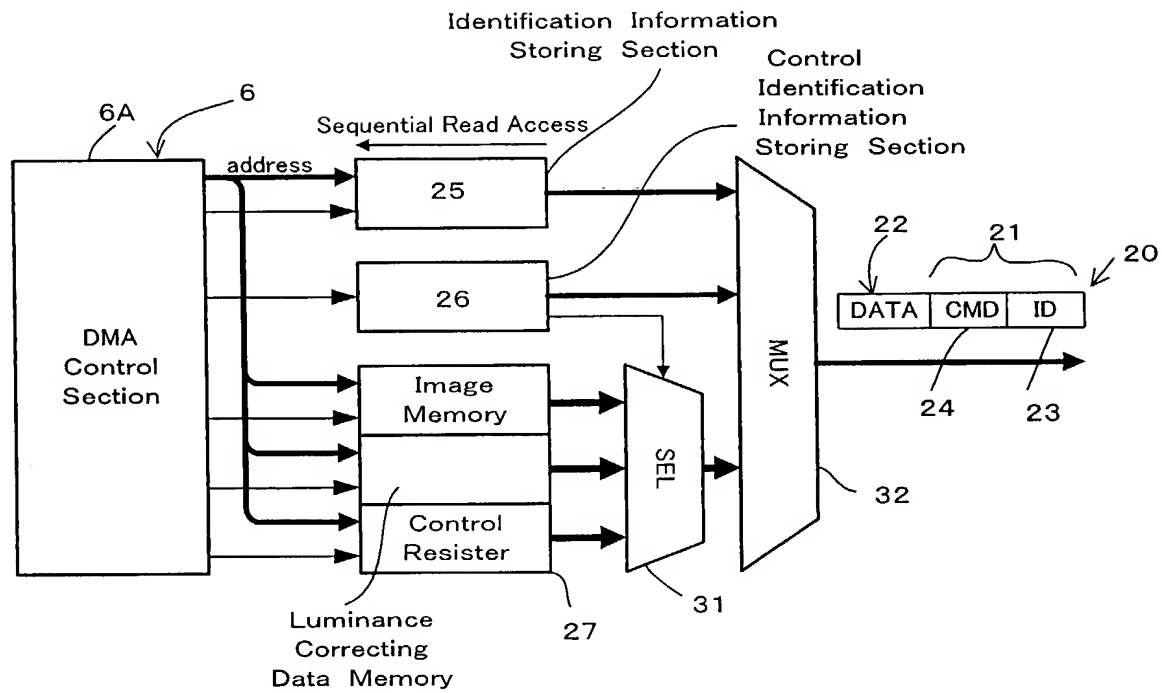 Identification Information
Storing Section
Control
Identification
Information
Storing Section
6A
6
Sequential Read Access
address
25
26
DMA
Control
Section
Image
Memory
Control
Resister
SEL
MUX
22
21
20
DATA CMD ID
24
23
32
31
27
Luminance
Correcting
Data Memory